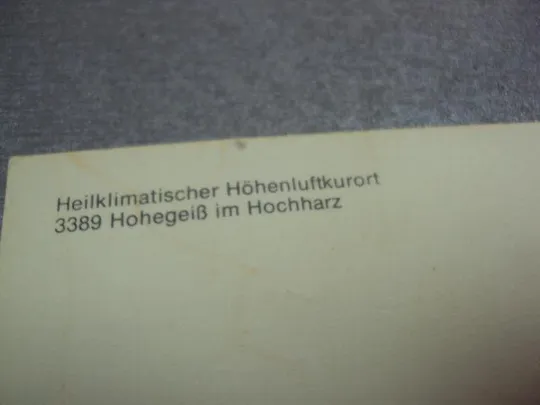 Heilklimatischer Höhenluftkurort
3389 Hohegeiß im Hochharz